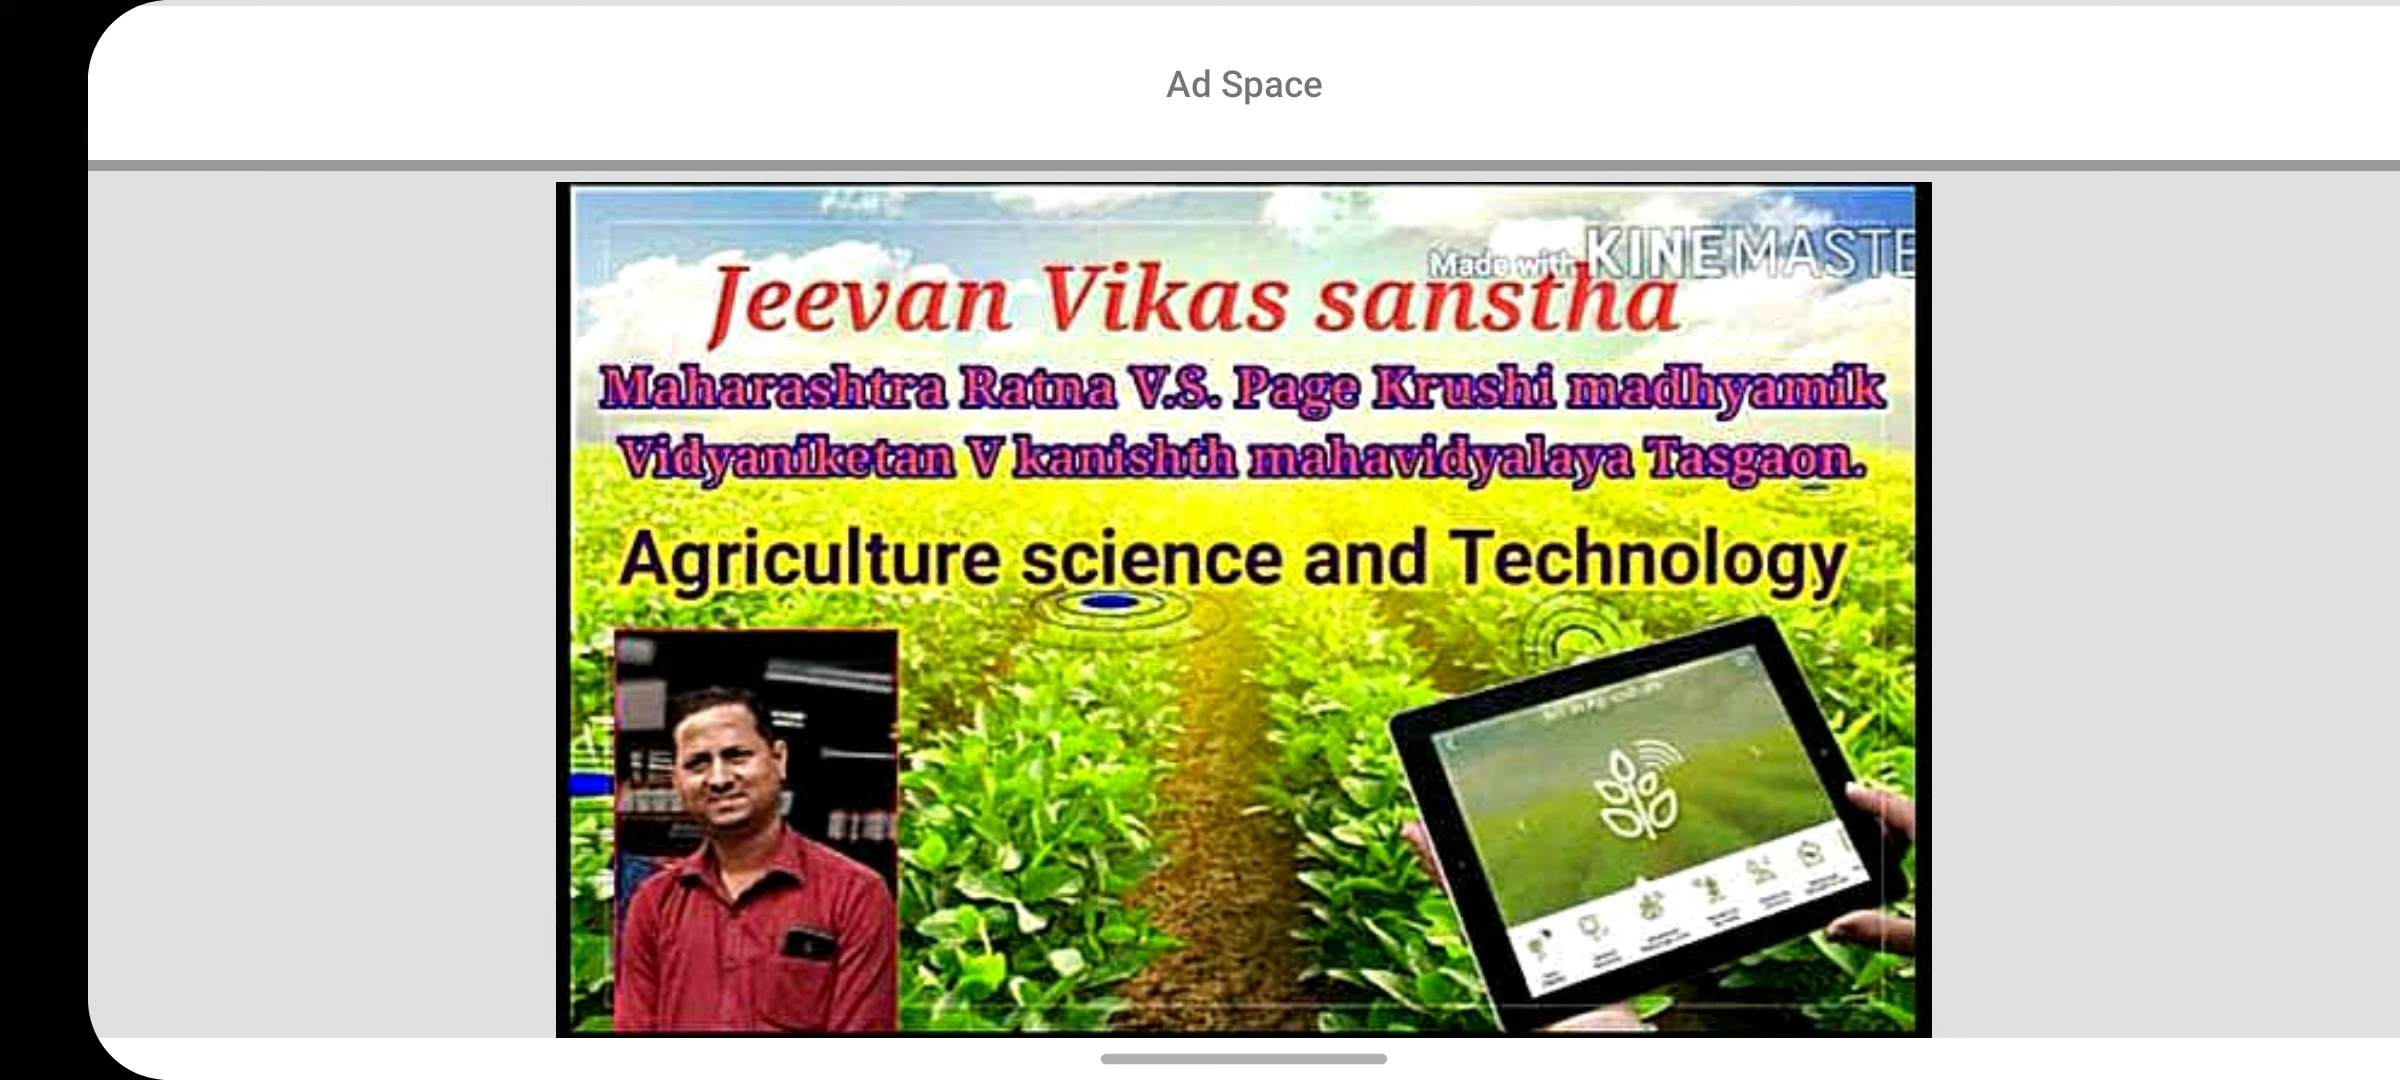 Ad Space
Made with KINEMASTE
Jeevan Vikas sanstha
Maharashtra Ratna V.S. Page Krushi madhyamik
Vidyaniketan V kanishth mahavidyalaya Tasgaon.
Agriculture science and Technology